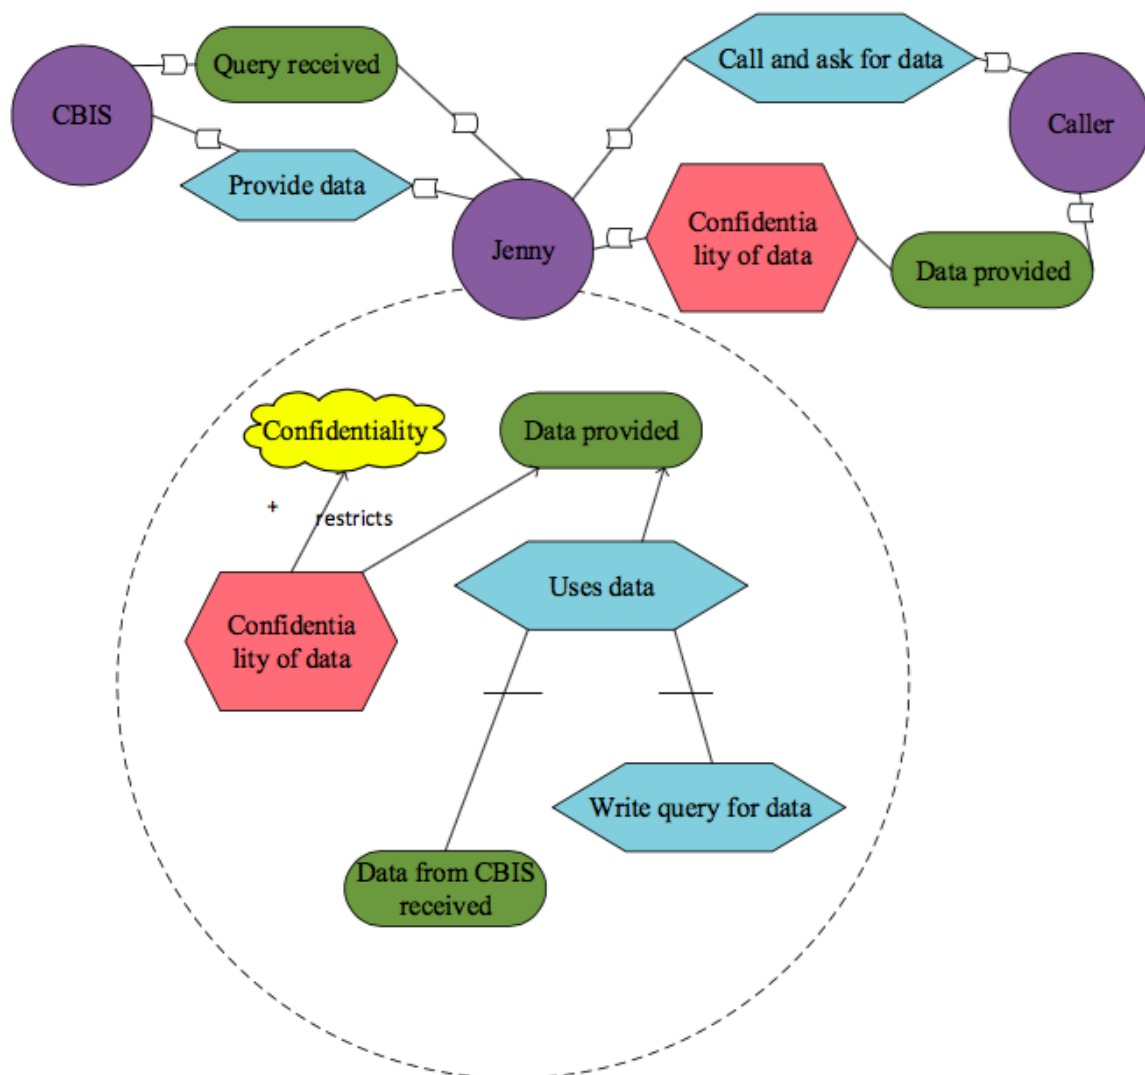 Query received
Call and ask for data
CBIS
Caller
Provide data
Confidentia
lity of data
Jenny
Data provided
Confidentiality
Data provided
+
restricts
Uses data
Confidentia
lity of data
Write query for data
Data from CBIS
received